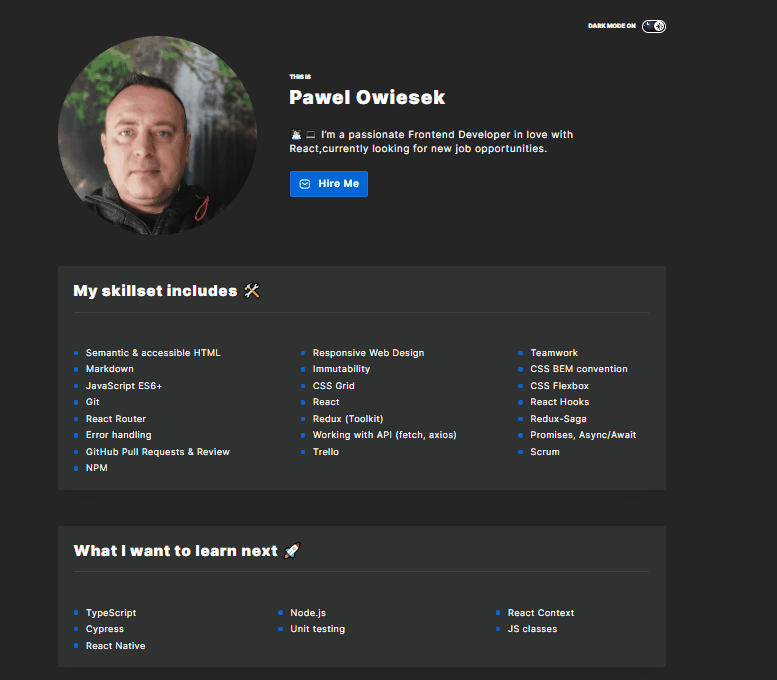 DARK MODE ON
THIS IS
Pawel Owiesek
I'm a passionate Frontend Developer in love with
React,currently looking for new job opportunities.
Hire Me
My skillset includes
Semantic & accessible HTML
Markdown
JavaScript ES6+
Git
React Router
Error handling
GitHub Pull Requests & Review
NPM
Responsive Web Design
Immutability
CSS Grid
React
Redux (Toolkit)
Working with API (fetch, axios)
Trello
Teamwork
CSS BEM convention
CSS Flexbox
React Hooks
Redux-Saga
Promises, Async/Await
Scrum
What I want to learn next
TypeScript
Cypress
React Native
Node.js
Unit testing
React Context
JS classes